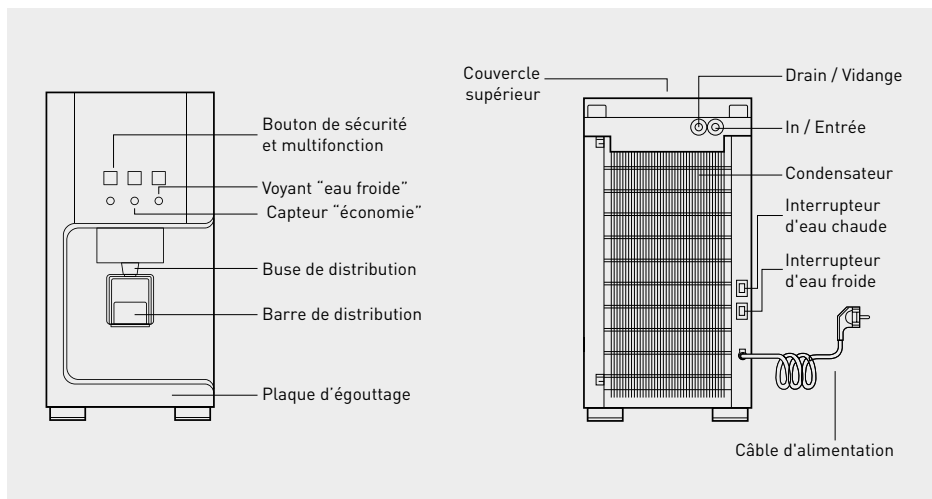 Bouton de sécurité
et multifonction
Voyant “eau froide”
Capteur “économie”
Buse de distribution
Barre de distribution
Plaque d’égouttage
Couvercle
supérieur
Drain / Vidange
In / Entrée
Condensateur
Interrupteur
d'eau chaude
Interrupteur
d'eau froide
Câble d'alimentation